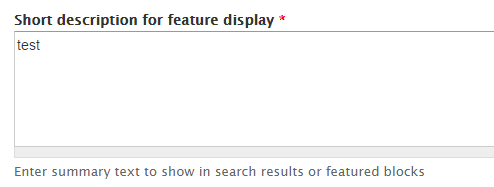 Short description for feature display *
test
Enter summary text to show in search results or featured blocks